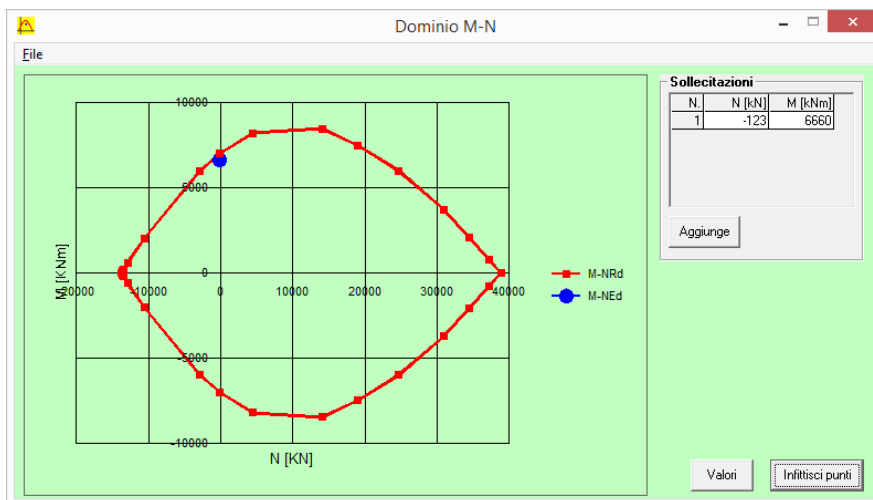 Dominio M-N
File
10000
5000
0
-20000
-10000
0
10000
20000
30000
40000
-5000
-10000
M [KNm]
N [KN]
M-NRd
M-NEd
Sollecitazioni
N. N [kN] M [kNm]
1 -123 6660
Aggiunge
Valori
Infittisci punti